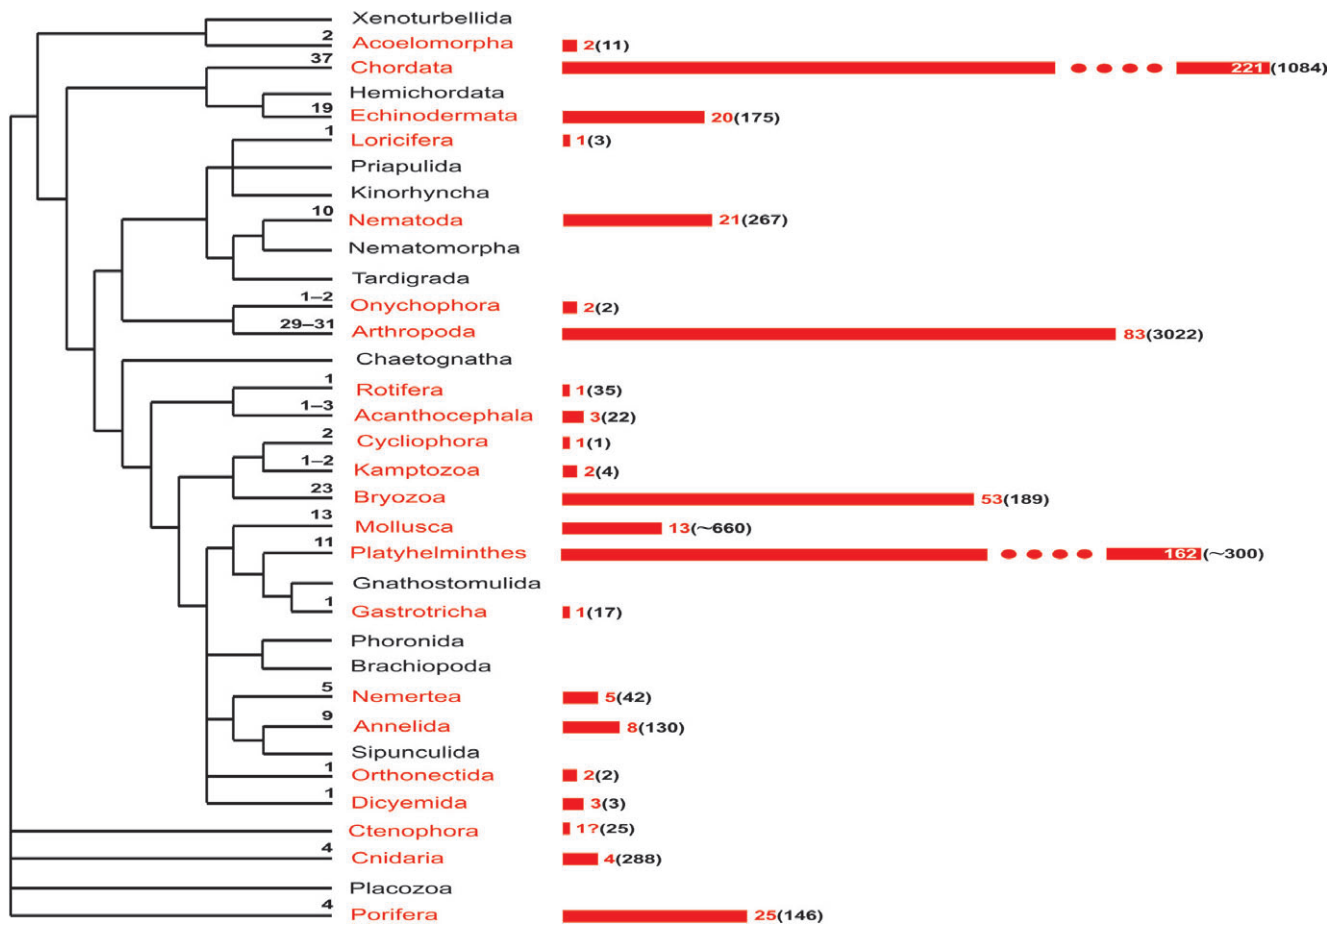 Xenoturbellida
2 Acoelomorpha 2(11)
37 Chordata 221(1084)
Hemichordata
19 Echinodermata 20(175)
1 Loricifera 1(3)
Priapulida
Kinorhyncha
10 Nematoda 21(267)
Nematomorpha
Tardigrada
1–2 Onychophora 2(2)
29–31 Arthropoda 83(3022)
Chaetognatha
1 Rotifera 1(35)
1–3 Acanthocephala 3(22)
2 Cycliophora 1(1)
1–2 Kamptozoa 2(4)
23 Bryozoa 53(189)
13 Mollusca 13(~660)
11 Platyhelminthes 162(~300)
Gnathostomulida
1 Gastrotricha 1(17)
Phoronida
Brachiopoda
5 Nemertea 5(42)
9 Annelida 8(130)
Sipunculida
1 Orthonectida 2(2)
1 Dicyemida 3(3)
Ctenophora 1?(25)
4 Cnidaria 4(288)
Placozoa
4 Porifera 25(146)